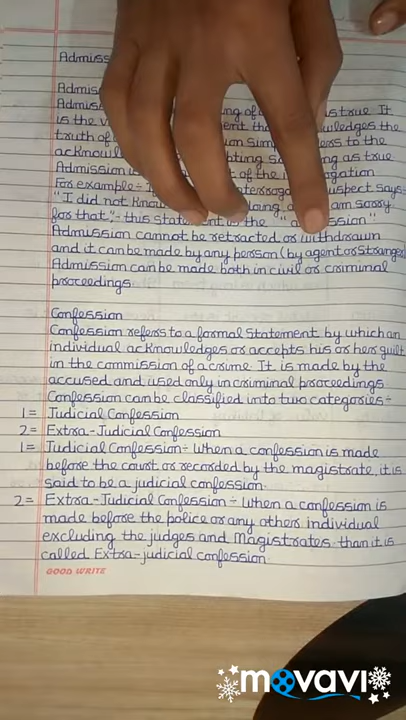 Admiss
Admis
Admis ng of is true It
is the v ent the wledges the
truth of um simp ers to the
acknowl bting s ng as true
Admission i t of the gation
For example ÷ I nterroga uspect says:-
"I did not Know wrong, a am sorry
for that", - this statement is the "a ssion"
Admission cannot be retracted or withdrawn
and it can be made by any person (by agent or stranger)
Admission can be made both in civil or criminal
proceedings.
Confession
Confession refers to a formal statement by which an
individual acknowledges or accepts his or her guilt
in the commission of a crime It is made by the
accused and used only in criminal proceedings
Confession can be classified into two categories ÷
1 = Judicial Confession
2 = Extra-Judicial Confession
1 = Judicial Confession ÷ When a confession is made
before the court or recorded by the magistrate, it is
said to be a judicial confession.
2 = Extra-Judicial Confession ÷ When a confession is
made before the police or any other individual
excluding the judges and Magistrates than it is
called Extra-judicial confession
GOOD WRITE
movavi